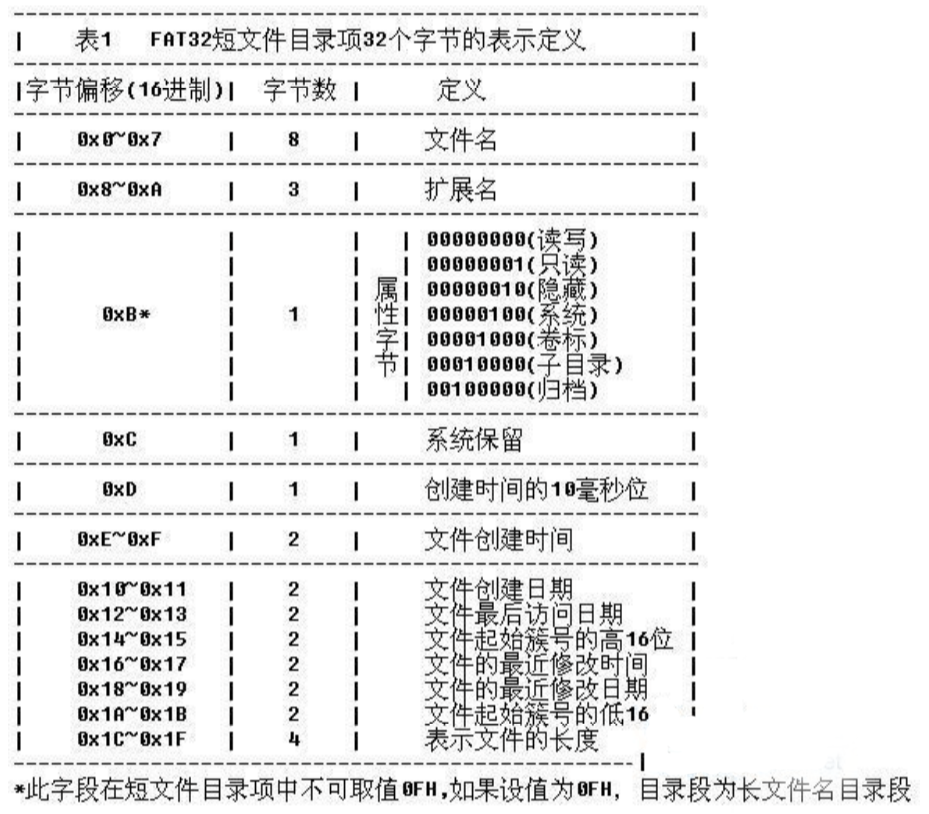 表1 FAT32短文件目录项32个字节的表示定义
字节偏移(16进制) 字节数 定义
0x0~0x7 8 文件名
0x8~0xA 3 扩展名
0xB* 1 属性字节 00000000(读写)
00000001(只读)
00000010(隐藏)
00000100(系统)
00001000(卷标)
00010000(子目录)
00100000(归档)
0xC 1 系统保留
0xD 1 创建时间的10毫秒位
0xE~0xF 2 文件创建时间
0x10~0x11 2 文件创建日期
0x12~0x13 2 文件最后访问日期
0x14~0x15 2 文件起始簇号的高16位
0x16~0x17 2 文件的最近修改时间
0x18~0x19 2 文件的最近修改日期
0x1A~0x1B 2 文件起始簇号的低16
0x1C~0x1F 4 表示文件的长度
*此字段在短文件目录项中不可取值0FH,如果设值为0FH，目录段为长文件名目录段